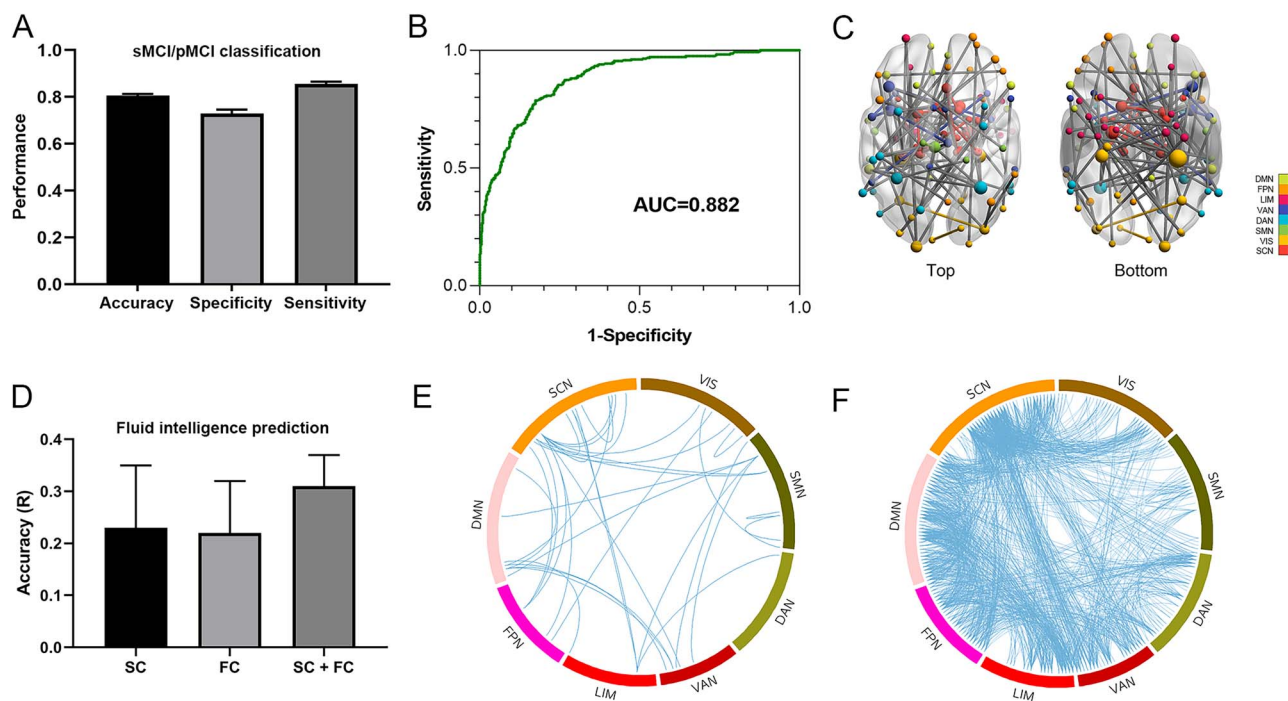 A
sMCI/pMCI classification
Performance
1.0
0.8
0.6
0.4
0.2
0.0
Accuracy
Specificity
Sensitivity
B
Sensitivity
1.0
0.5
0.0
AUC=0.882
0.0
0.5
1.0
1-Specificity
C
Top
Bottom
DMN
FPN
LIM
VAN
DAN
SMN
VIS
SCN
D
Fluid intelligence prediction
Accuracy (R)
0.4
0.3
0.2
0.1
0.0
SC
FC
SC + FC
E
SCN
VIS
SMN
DAN
VAN
LIM
FPN
DMN
F
SCN
VIS
SMN
DAN
VAN
LIM
FPN
DMN